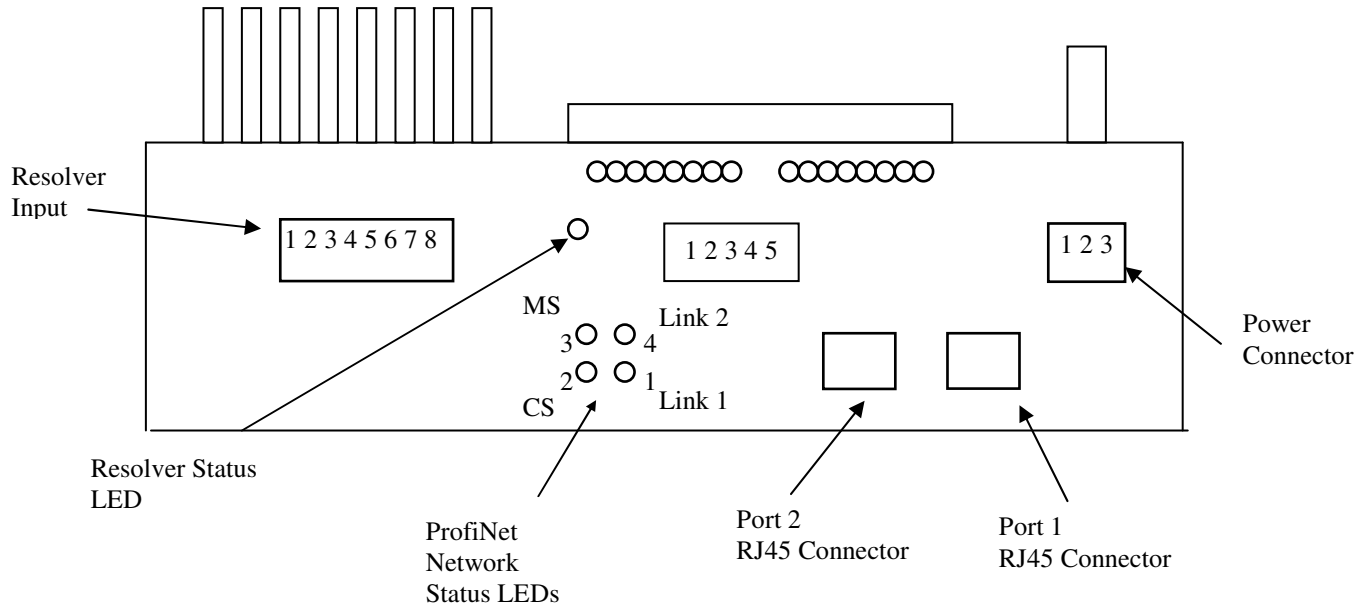 Resolver
Input
1 2 3 4 5 6 7 8
1 2 3 4 5
1 2 3
MS
Link 2
3
4
2
1
CS
Link 1
Power
Connector
Resolver Status
LED
ProfiNet
Network
Status LEDs
Port 2
RJ45 Connector
Port 1
RJ45 Connector